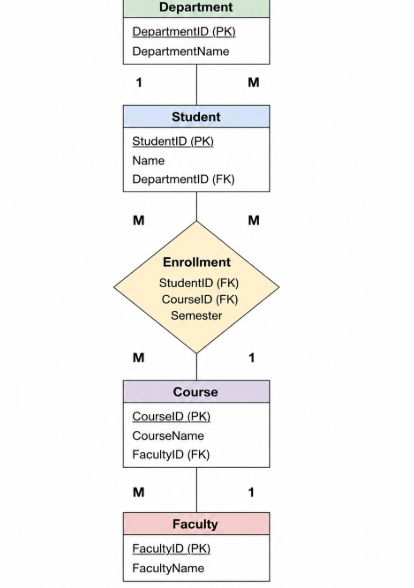 Department
DepartmentID (PK)
DepartmentName
1 M
Student
StudentID (PK)
Name
DepartmentID (FK)
M M
Enrollment
StudentID (FK)
CourseID (FK)
Semester
M 1
Course
CourseID (PK)
CourseName
FacultyID (FK)
M 1
Faculty
FacultyID (PK)
FacultyName